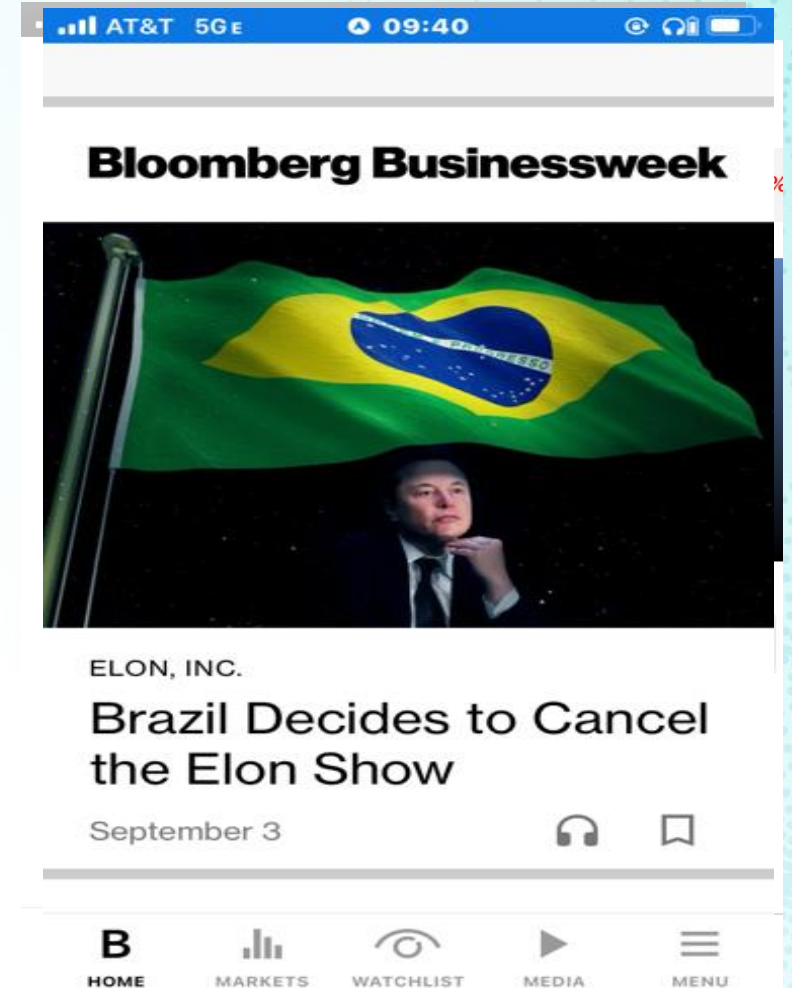 AT&T 5GE 09:40
%
Bloomberg Businessweek
PROGRESSO
ELON, INC.
Brazil Decides to Cancel
the Elon Show
September 3
B
HOME MARKETS WATCHLIST MEDIA MENU